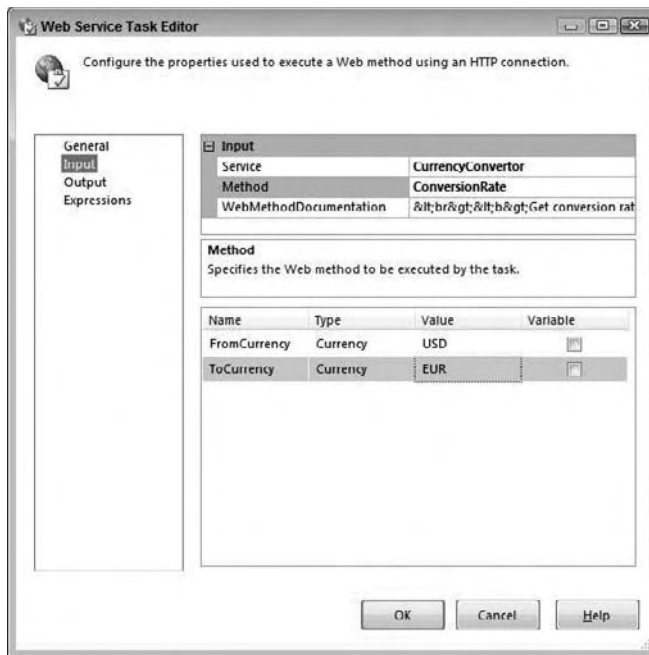 Web Service Task Editor
Configure the properties used to execute a Web method using an HTTP connection.
General
Input
Output
Expressions
Input
Service CurrencyConvertor
Method ConversionRate
WebMethodDocumentation &lt;br&gt;&lt;b&gt;Get conversion rat
Method
Specifies the Web method to be executed by the task.
Name Type Value Variable
FromCurrency Currency USD
ToCurrency Currency EUR
OK Cancel Help